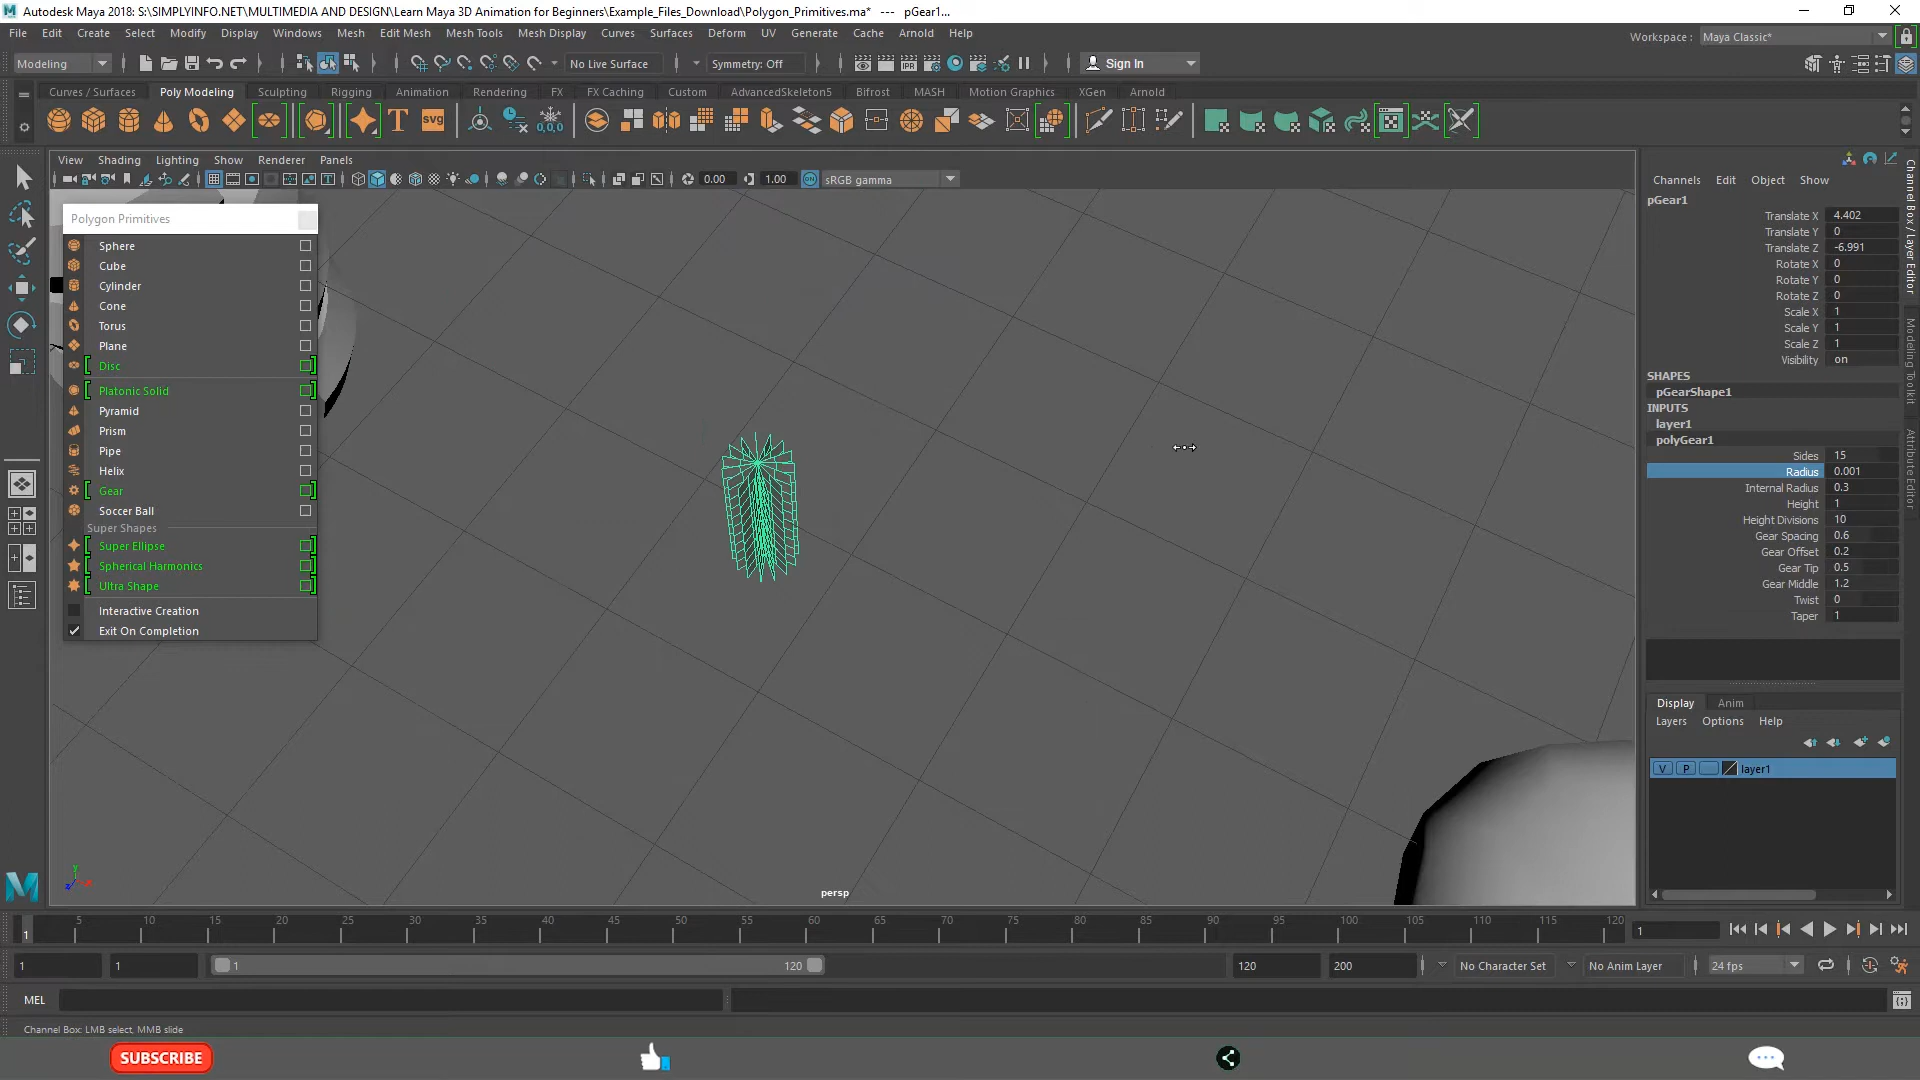 Autodesk Maya 2018: S:\SIMPLYINFO.NET\MULTIMEDIA AND DESIGN\Learn Maya 3D Animation for Beginners\Example_Files_Download\Polygon_Primitives.ma* --- pGear1...
File Edit Create Select Modify Display Windows Mesh Edit Mesh Mesh Tools Mesh Display Curves Surfaces Deform UV Generate Cache Arnold Help
Workspace : Maya Classic*
Modeling No Live Surface Symmetry: Off IPR Sign In
Curves / Surfaces Poly Modeling Sculpting Rigging Animation Rendering FX FX Caching Custom AdvancedSkeleton5 Bifrost MASH Motion Graphics XGen Arnold
T svg 0,0,0
View Shading Lighting Show Renderer Panels
0.00 1.00 ON sRGB gamma
Polygon Primitives
Sphere
Cube
Cylinder
Cone
Torus
Plane
Disc
Platonic Solid
Pyramid
Prism
Pipe
Helix
Gear
Soccer Ball
Super Shapes
Super Ellipse
Spherical Harmonics
Ultra Shape
Interactive Creation
Exit On Completion
persp
y
z
x
Channels Edit Object Show
pGear1
Translate X 4.402
Translate Y 0
Translate Z -6.991
Rotate X 0
Rotate Y 0
Rotate Z 0
Scale X 1
Scale Y 1
Scale Z 1
Visibility on
SHAPES
pGearShape1
INPUTS
layer1
polyGear1
Sides 15
Radius 0.001
Internal Radius 0.3
Height 1
Height Divisions 10
Gear Spacing 0.6
Gear Offset 0.2
Gear Tip 0.5
Gear Middle 1.2
Twist 0
Taper 1
Channel Box / Layer Editor
Modeling Toolkit
Attribute Editor
Display Anim
Layers Options Help
V P layer1
1 5 10 15 20 25 30 35 40 45 50 55 60 65 70 75 80 85 90 95 100 105 110 115 120
1
1 1 1 120 120 200 No Character Set No Anim Layer 24 fps
MEL
Channel Box: LMB select, MMB slide
SUBSCRIBE